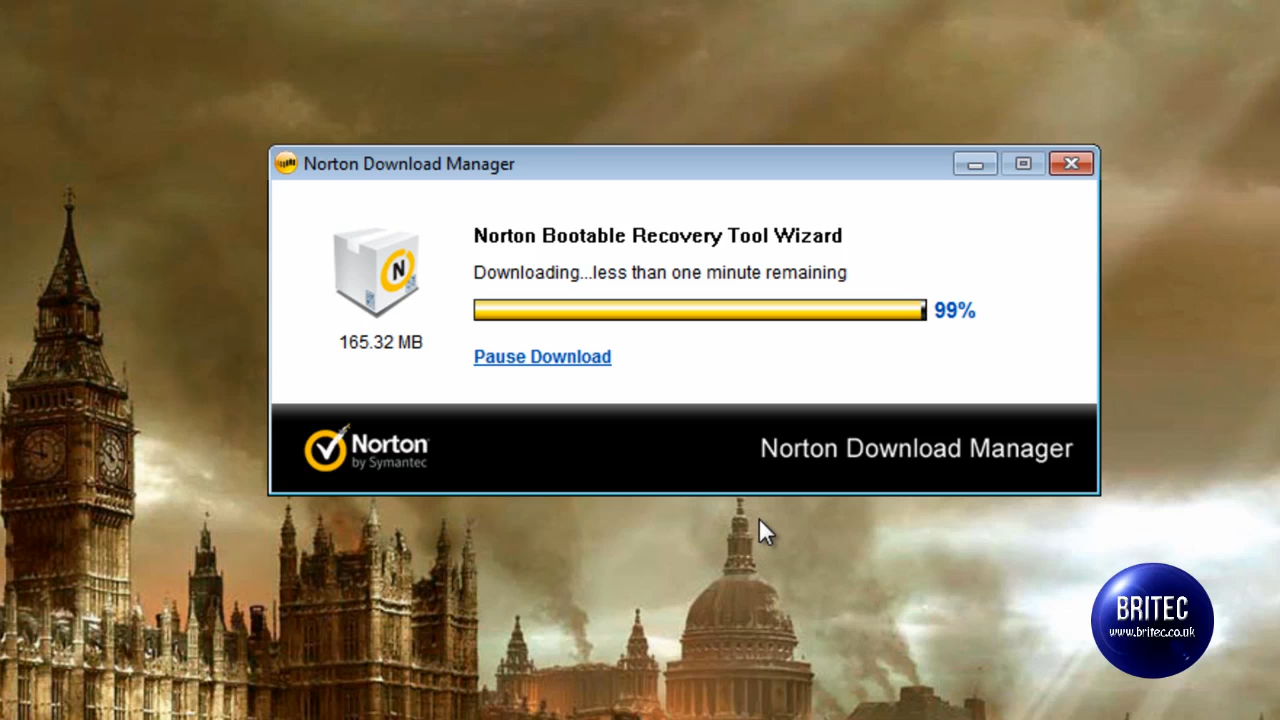 Norton Download Manager
Norton Bootable Recovery Tool Wizard
Downloading...less than one minute remaining
99%
N
165.32 MB
Pause Download
Norton
by Symantec
Norton Download Manager
BRITEC
www.britec.co.uk